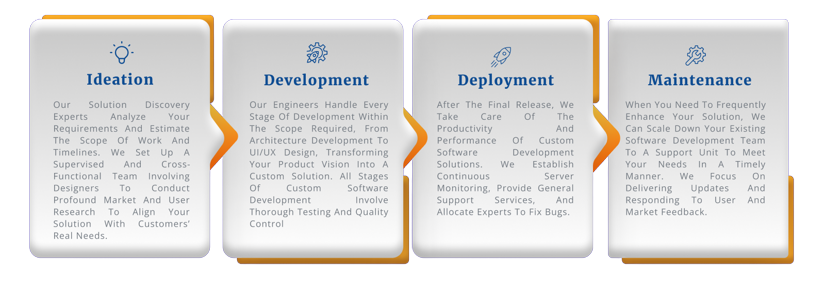 Ideation
Our Solution Discovery
Experts Analyze Your
Requirements And Estimate
The Scope Of Work And
Timelines. We Set Up A
Supervised And Cross-
Functional Team Involving
Designers To Conduct
Profound Market And User
Research To Align Your
Solution With Customers'
Real Needs.
Development
Our Engineers Handle Every
Stage Of Development Within
The Scope Required, From
Architecture Development To
UI/UX Design, Transforming
Your Product Vision Into A
Custom Solution. All Stages
Of Custom Software
Development Involve
Thorough Testing And Quality
Control
Deployment
After The Final Release, We
Take Care Of The
Productivity And
Performance Of Custom
Software Development
Solutions. We Establish
Continuous Server
Monitoring, Provide General
Support Services, And
Allocate Experts To Fix Bugs.
Maintenance
When You Need To Frequently
Enhance Your Solution, We
Can Scale Down Your Existing
Software Development Team
To A Support Unit To Meet
Your Needs In A Timely
Manner. We Focus On
Delivering Updates And
Responding To User And
Market Feedback.